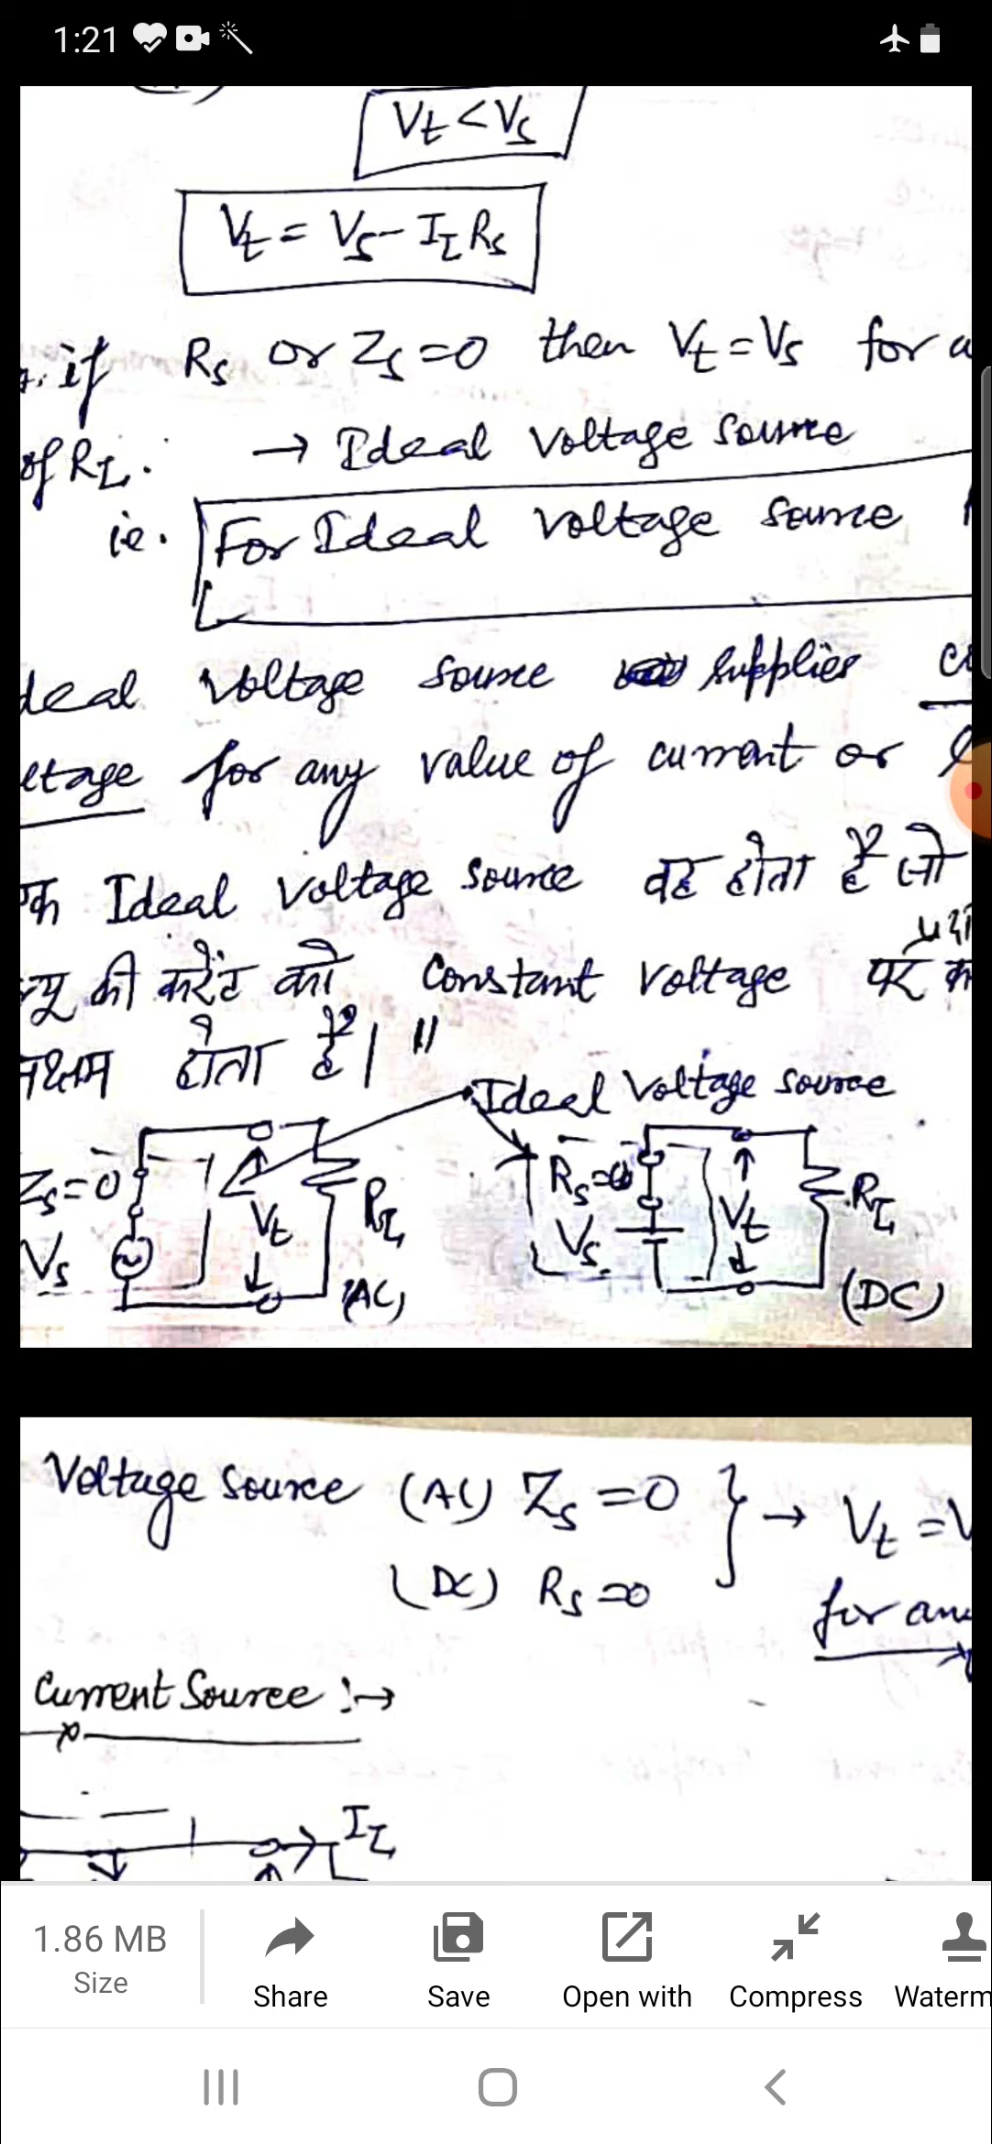 1:21
Vt < Vs
Vt = Vs - IL Rs
if Rs or Zs = 0 then Vt = Vs for a
of RL. → Ideal Voltage Source
ie. For Ideal Voltage Source
deal Voltage Source supplies
ltage for any value of current or
क Ideal Voltage Source वह होता है जो
ल्यू की करेंट को Constant Voltage पर
सक्षम होता है। "
Ideal Voltage Source
Zs = 0 Vs Vt RL (AC)
Rs = 0 Vs Vt RL (DC)
Voltage Source (AC) Zs = 0 } → Vt = V
(DC) Rs = 0
for any
Current Source :→
IL
1.86 MB
Size
Share
Save
Open with
Compress
Waterm